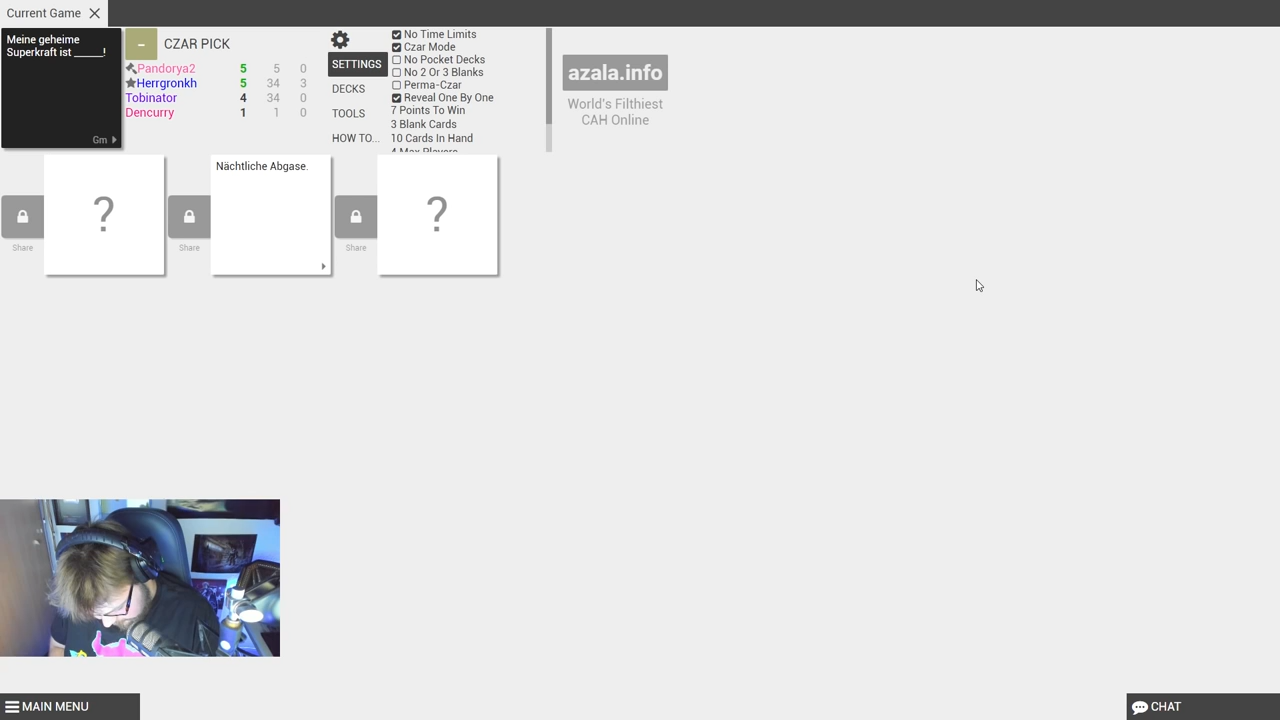 Current Game
Meine geheime
Superkraft ist _____!
Gm
–
CZAR PICK
Pandorya2 5 5 0
Herrgronkh 5 34 3
Tobinator 4 34 0
Dencurry 1 1 0
SETTINGS
DECKS
TOOLS
HOW TO...
No Time Limits
Czar Mode
No Pocket Decks
No 2 Or 3 Blanks
Perma-Czar
Reveal One By One
7 Points To Win
3 Blank Cards
10 Cards In Hand
4 Max Players
azala.info
World's Filthiest
CAH Online
Share
?
Share
Nächtliche Abgase.
Share
?
MAIN MENU
CHAT